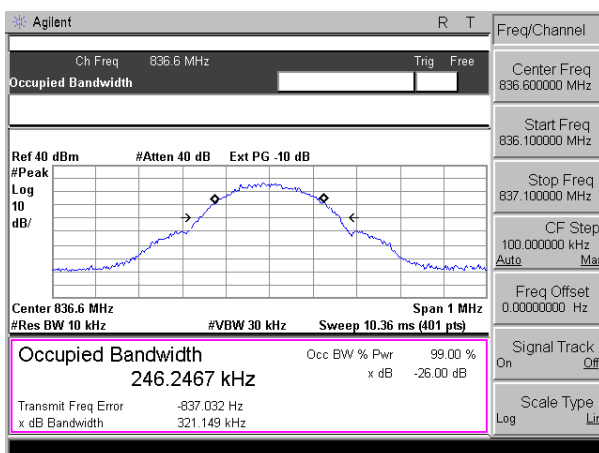 Agilent R T
Ch Freq 836.6 MHz Trig Free
Occupied Bandwidth
Ref 40 dBm #Atten 40 dB Ext PG -10 dB
#Peak
Log
10
dB/
Center 836.6 MHz Span 1 MHz
#Res BW 10 kHz #VBW 30 kHz Sweep 10.36 ms (401 pts)
Occupied Bandwidth Occ BW % Pwr 99.00 %
246.2467 kHz x dB -26.00 dB
Transmit Freq Error -837.032 Hz
x dB Bandwidth 321.149 kHz
Freq/Channel
Center Freq
836.600000 MHz
Start Freq
836.100000 MHz
Stop Freq
837.100000 MHz
CF Step
100.000000 kHz
Auto Ma
Freq Offset
0.00000000 Hz
Signal Track
On Off
Scale Type
Log Lin